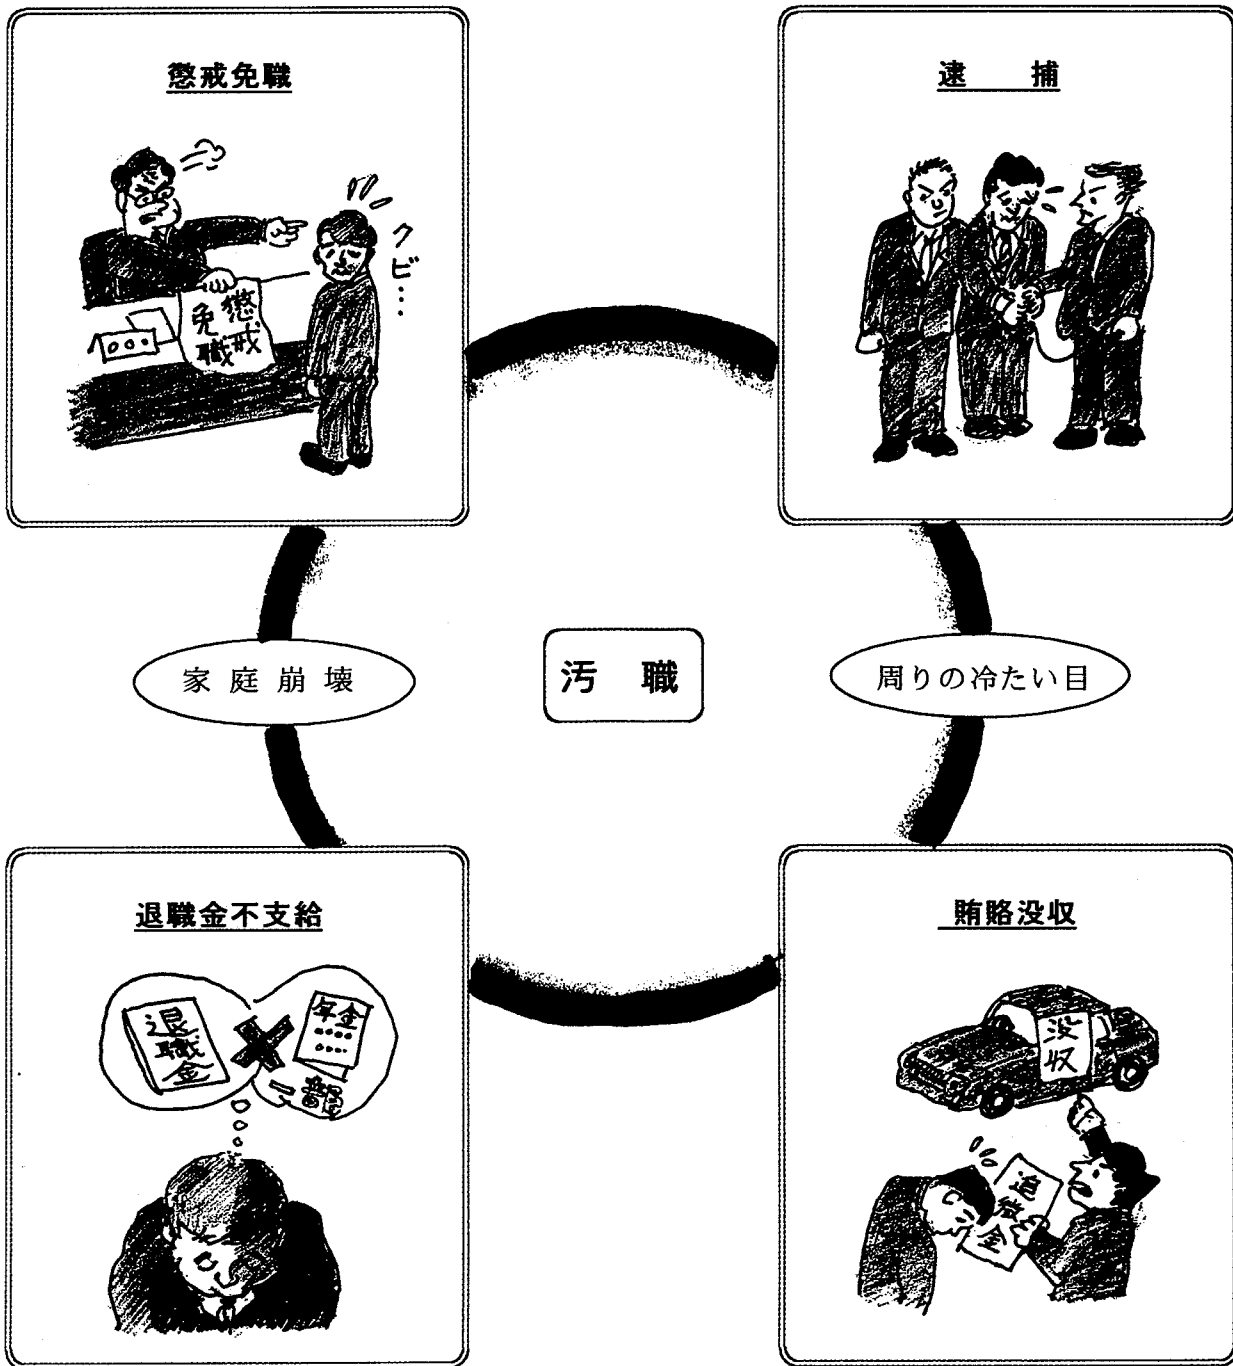 懲戒免職
クビ・・・
懲戒
免職
逮　捕
家庭崩壊
汚　職
周りの冷たい目
退職金不支給
退職金
年金
賄賂没収
没収
追徴金